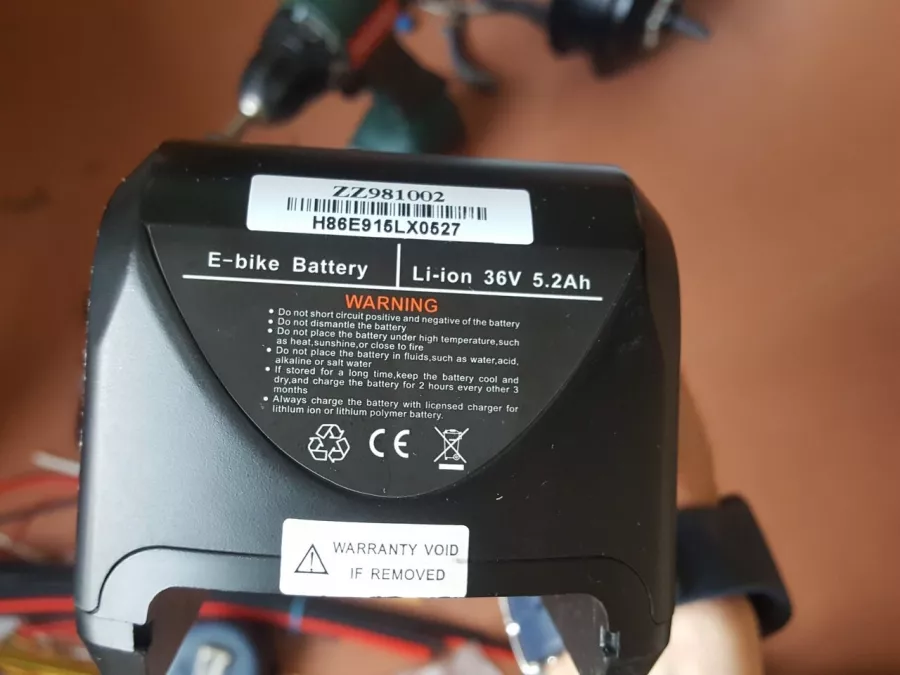 ZZ981002
H86E915LX0527
E-bike Battery
Li-ion 36V 5.2Ah
WARNING
• Do not short circuit positive and negative of the battery
• Do not dismantle the battery
• Do not place the battery under high temperature,such
as heat,sunshine,or close to fire
• Do not place the battery in fluids,such as water,acid,
alkaline or salt water
• If stored for a long time,keep the battery cool and
dry,and charge the battery for 2 hours every other 3
months
• Always charge the battery with licensed charger for
lithium ion or lithium polymer battery.
CE
WARRANTY VOID
IF REMOVED